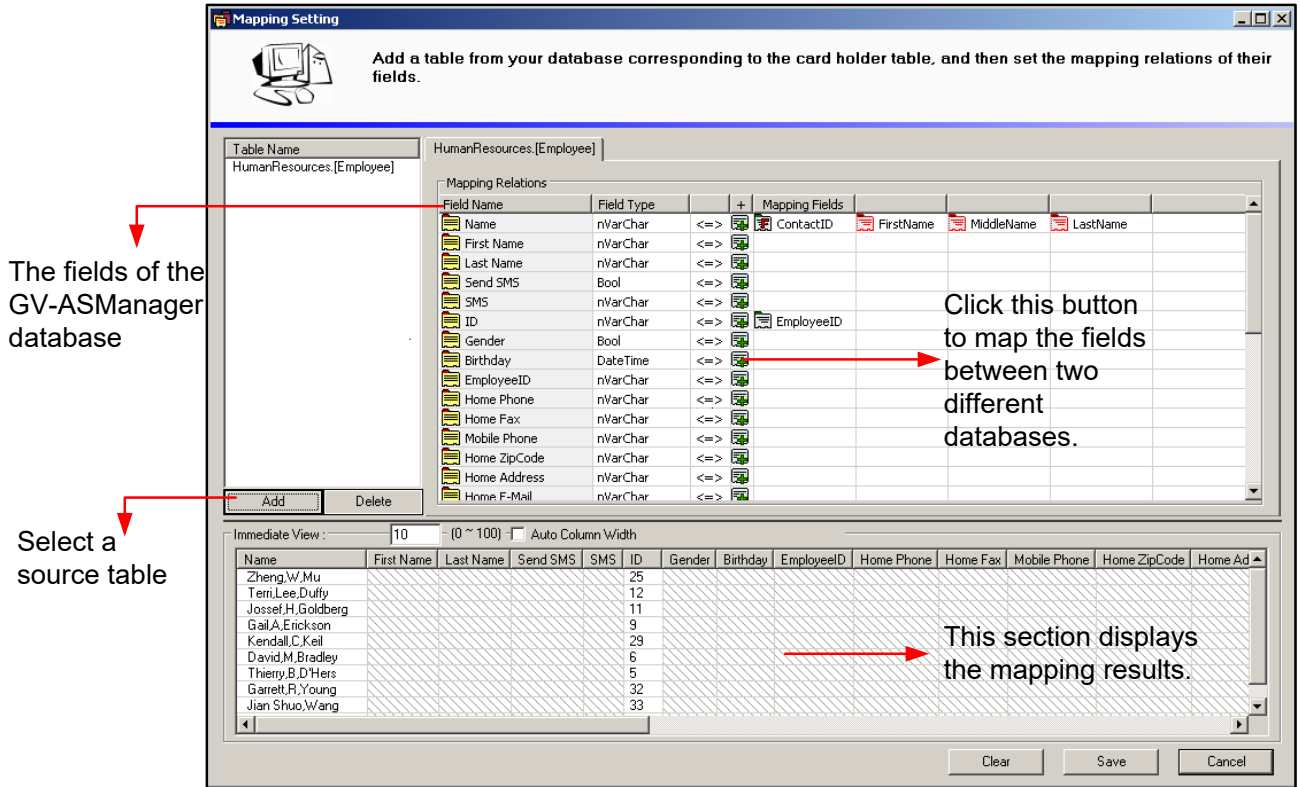 Mapping Setting
Add a table from your database corresponding to the card holder table, and then set the mapping relations of their
fields.
Table Name
HumanResources.[Employee]
HumanResources.[Employee]
Mapping Relations
Field Name Field Type + Mapping Fields
Name nVarChar <=> ContactID FirstName MiddleName LastName
First Name nVarChar <=>
Last Name nVarChar <=>
Send SMS Bool <=>
SMS nVarChar <=>
ID nVarChar <=> EmployeeID
Gender Bool <=>
Birthday DateTime <=>
EmployeeID nVarChar <=>
Home Phone nVarChar <=>
Home Fax nVarChar <=>
Mobile Phone nVarChar <=>
Home ZipCode nVarChar <=>
Home Address nVarChar <=>
Home E-Mail nVarChar <=>
Add Delete
The fields of the
GV-ASManager
database
Click this button
to map the fields
between two
different
databases.
Select a
source table
Immediate View : 10 (0 ~ 100) Auto Column Width
Name First Name Last Name Send SMS SMS ID Gender Birthday EmployeeID Home Phone Home Fax Mobile Phone Home ZipCode Home Ad
Zheng,W,Mu 25
Terri,Lee,Duffy 12
Jossef,H,Goldberg 11
Gail,A,Erickson 9
Kendall,C,Keil 29
David,M,Bradley 6
Thierry,B,D'Hers 5
Garrett,R,Young 32
Jian Shuo,Wang 33
This section displays
the mapping results.
Clear Save Cancel